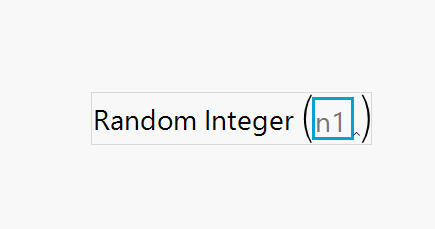 Random Integer (n1^)